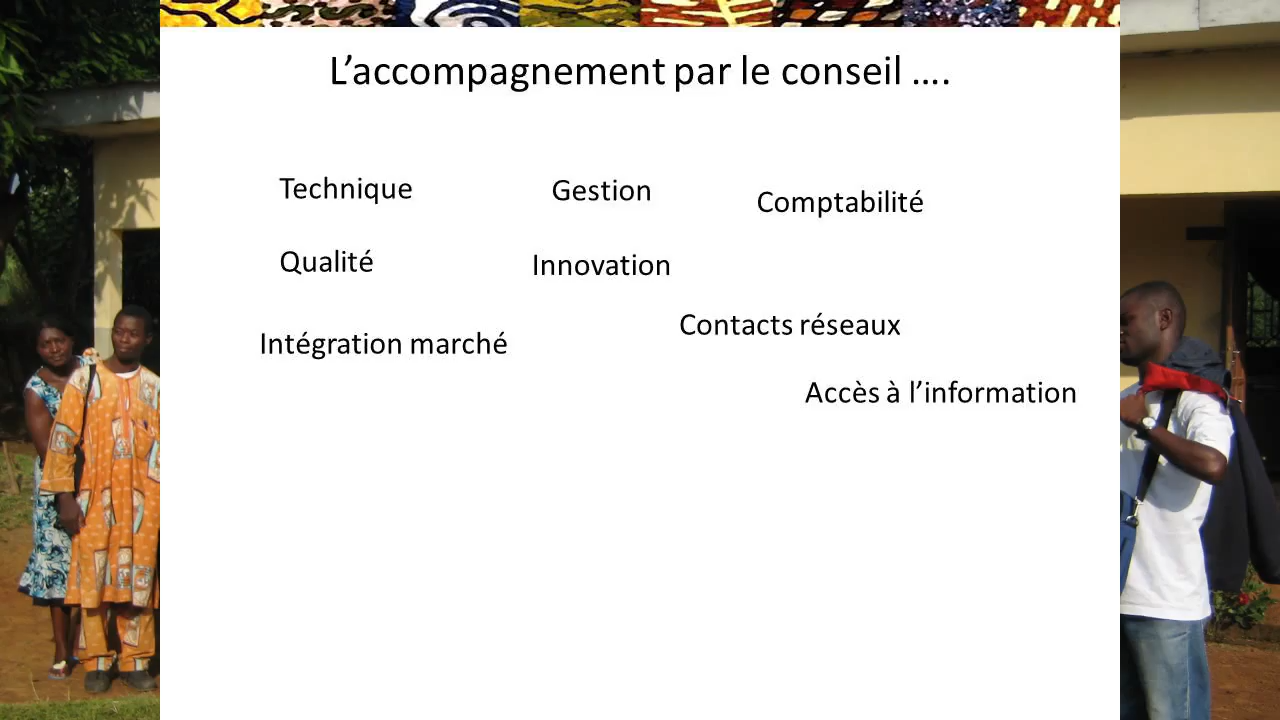 L’accompagnement par le conseil ….
Technique
Gestion
Comptabilité
Qualité
Innovation
Contacts réseaux
Intégration marché
Accès à l’information